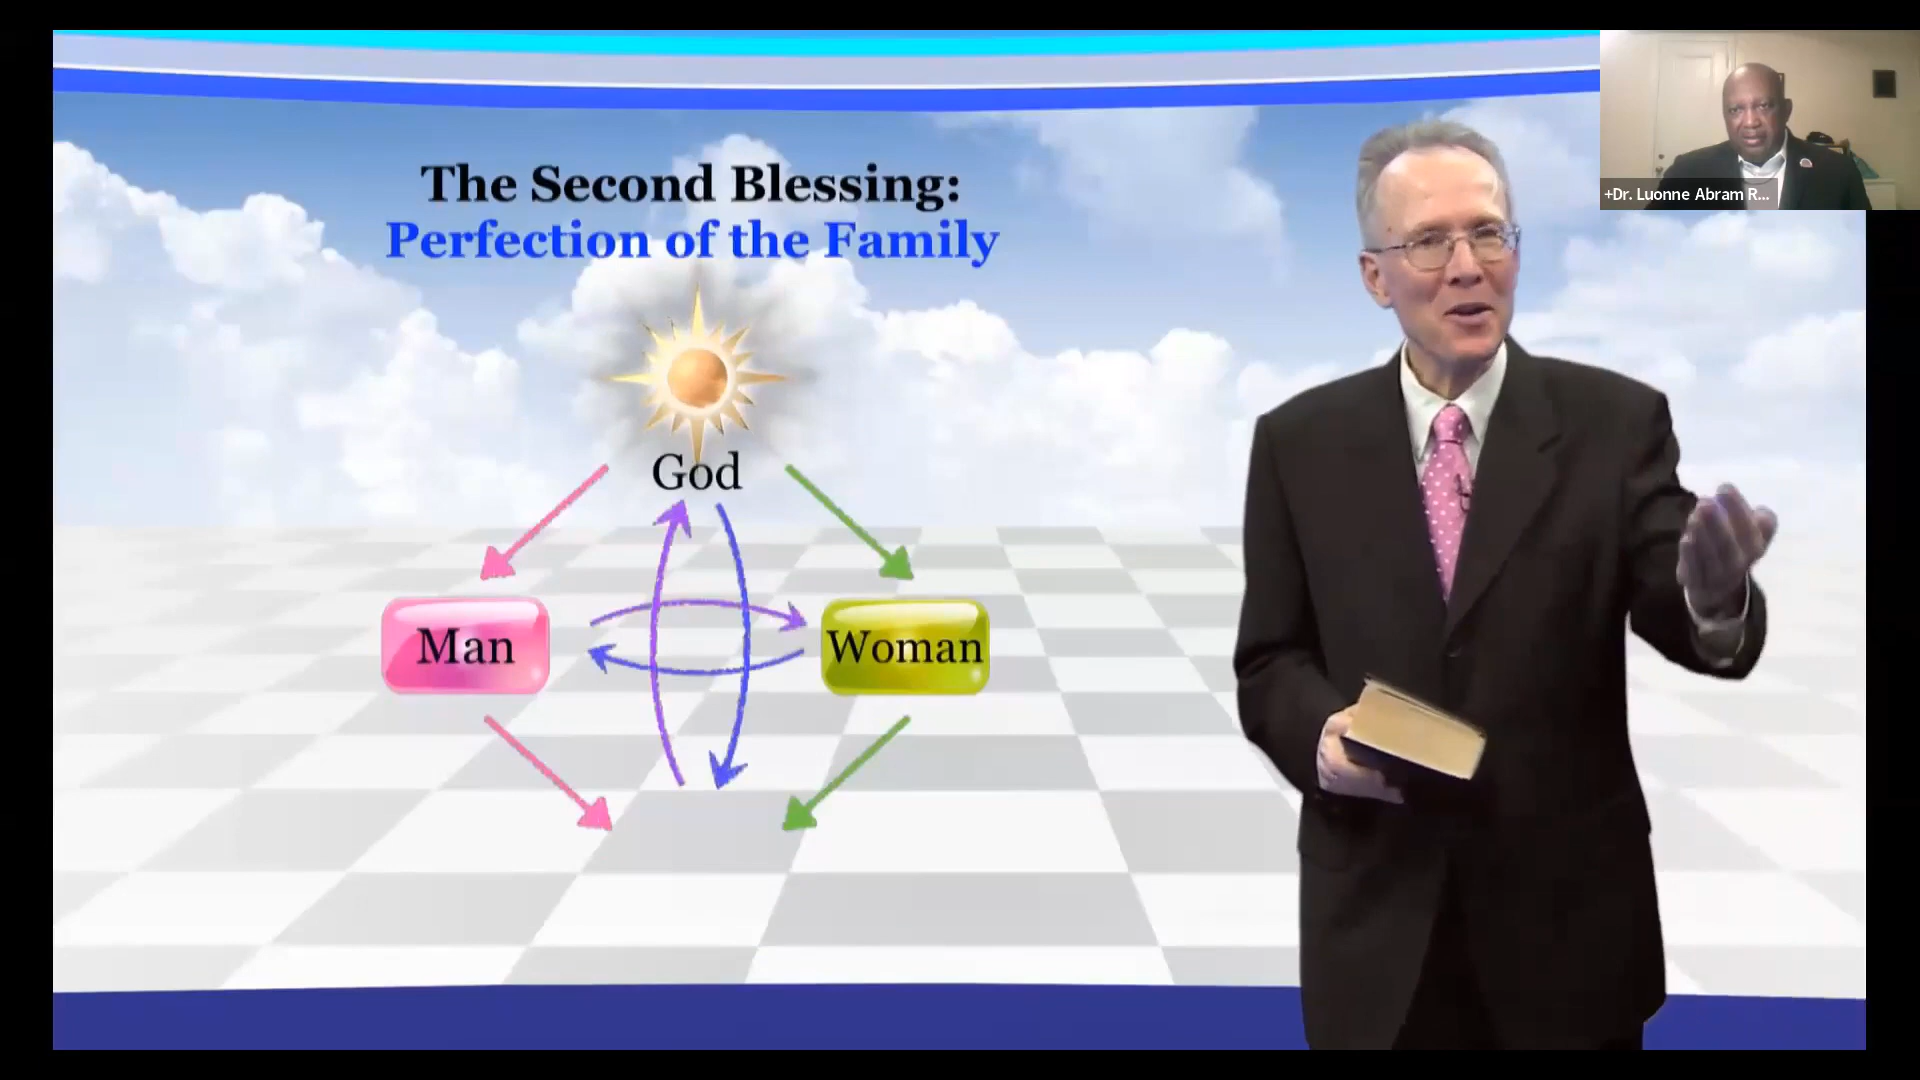 The Second Blessing:
Perfection of the Family
+Dr. Luonne Abram R...
God
Man
Woman